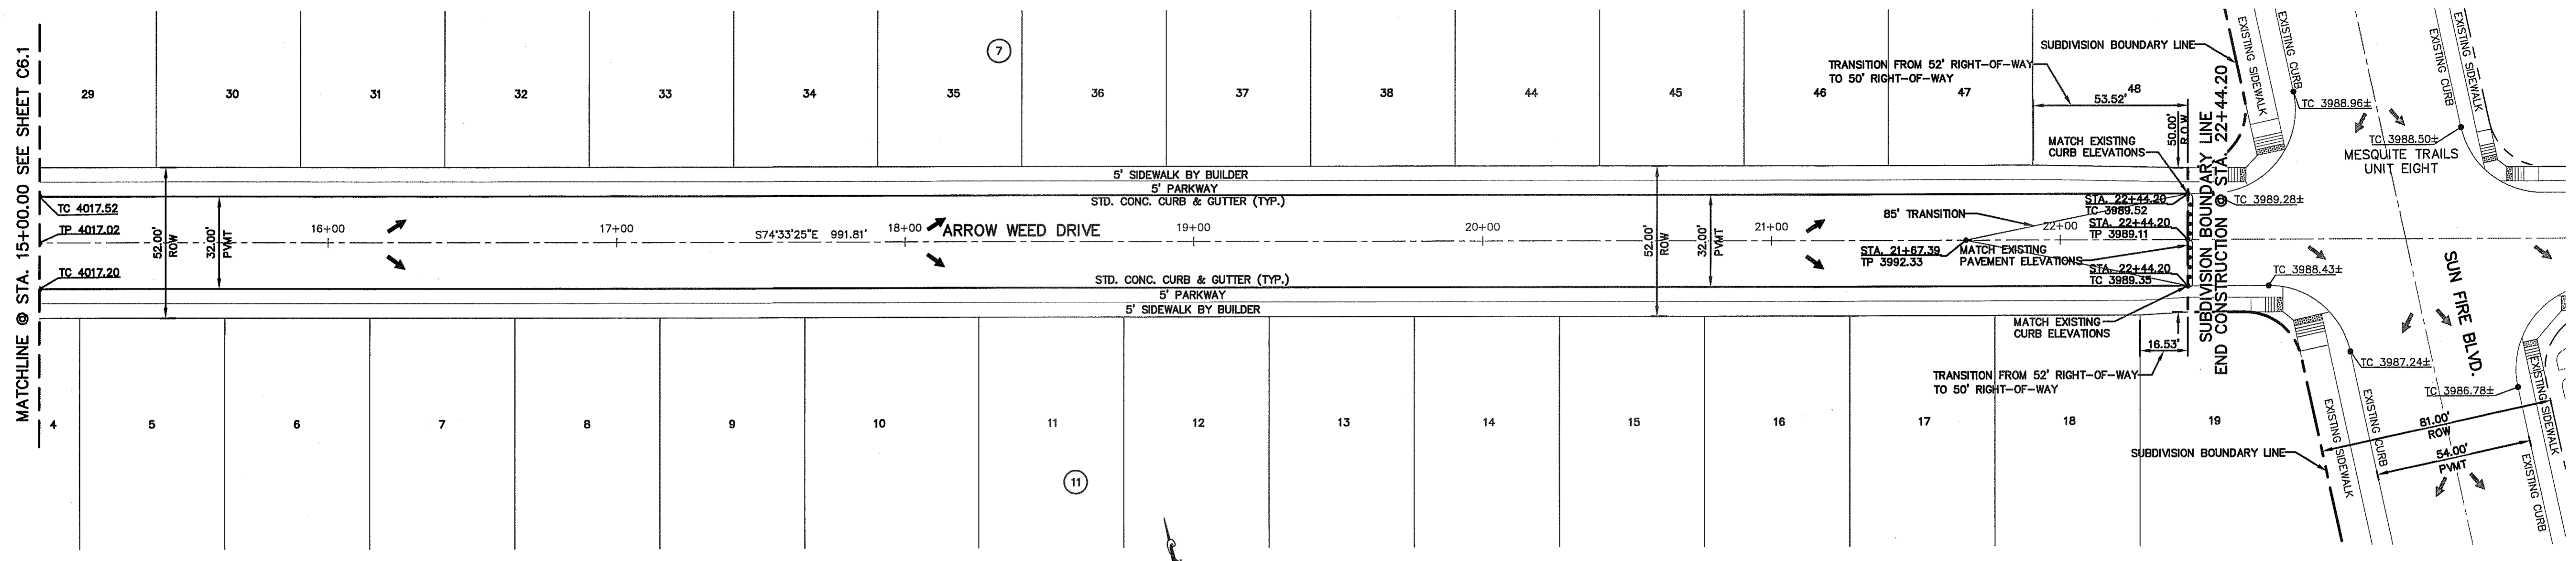 MATCHLINE @ STA. 15+00.00 SEE SHEET C6.1
29
30
31
32
33
34
35
36
37
38
44
45
46
47
48
7
TRANSITION FROM 52' RIGHT-OF-WAY
TO 50' RIGHT-OF-WAY
53.52'
50.00'
ROW
SUBDIVISION BOUNDARY LINE
MATCH EXISTING
CURB ELEVATIONS
5' SIDEWALK BY BUILDER
5' PARKWAY
STD. CONC. CURB & GUTTER (TYP.)
TC 4017.52
TP 4017.02
TC 4017.20
52.00'
ROW
32.00'
PVMT
16+00
17+00
S74'33'25"E 991.81'
18+00
ARROW WEED DRIVE
19+00
20+00
52.00'
ROW
32.00'
PVMT
21+00
22+00
85' TRANSITION
STA. 21+67.39
TP 3992.33
MATCH EXISTING
PAVEMENT ELEVATIONS
STA. 22+44.20
TC 3989.52
STA. 22+44.20
TP 3989.11
STA. 22+44.20
TC 3989.35
STD. CONC. CURB & GUTTER (TYP.)
5' PARKWAY
5' SIDEWALK BY BUILDER
MATCH EXISTING
CURB ELEVATIONS
16.53'
TRANSITION FROM 52' RIGHT-OF-WAY
TO 50' RIGHT-OF-WAY
SUBDIVISION BOUNDARY LINE
END CONSTRUCTION @ STA. 22+44.20
EXISTING SIDEWALK
EXISTING CURB
TC 3988.96±
EXISTING CURB
EXISTING SIDEWALK
TC 3988.50±
MESQUITE TRAILS
UNIT EIGHT
TC 3989.28±
TC 3988.43±
SUN FIRE BLVD.
TC 3987.24±
TC 3986.78±
EXISTING SIDEWALK
81.00'
ROW
54.00'
PVMT
EXISTING SIDEWALK
EXISTING CURB
EXISTING CURB
SUBDIVISION BOUNDARY LINE
4
5
6
7
8
9
10
11
12
13
14
15
16
17
18
19
11